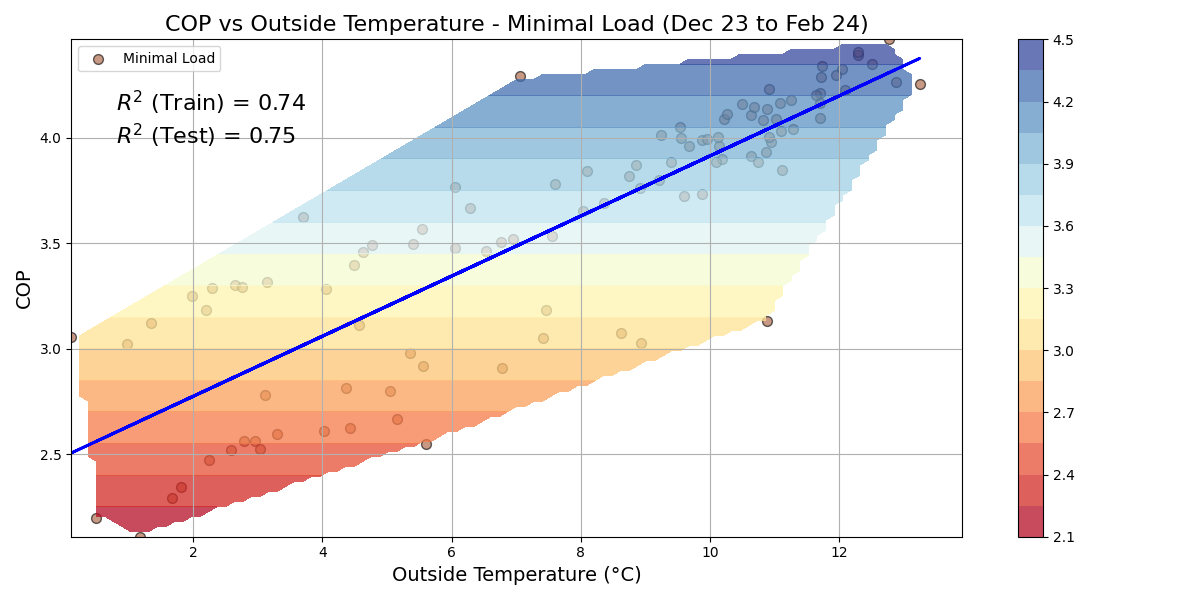 COP vs Outside Temperature - Minimal Load (Dec 23 to Feb 24)
Minimal Load
R² (Train) = 0.74
R² (Test) = 0.75
COP
4.0
3.5
3.0
2.5
2 4 6 8 10 12
Outside Temperature (°C)
4.5
4.2
3.9
3.6
3.3
3.0
2.7
2.4
2.1